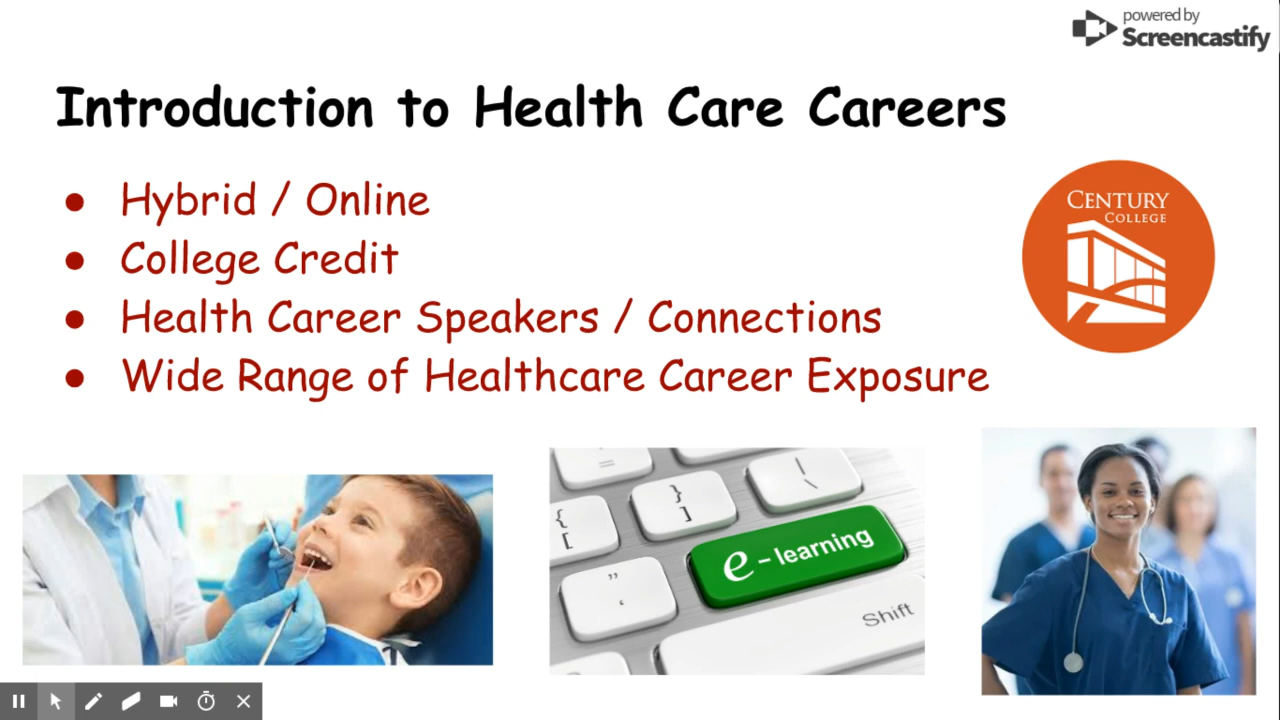 powered by
Screencastify
Introduction to Health Care Careers
● Hybrid / Online
● College Credit
● Health Career Speakers / Connections
● Wide Range of Healthcare Career Exposure
CENTURY
COLLEGE
{
[
}
]
e - learning
Shift